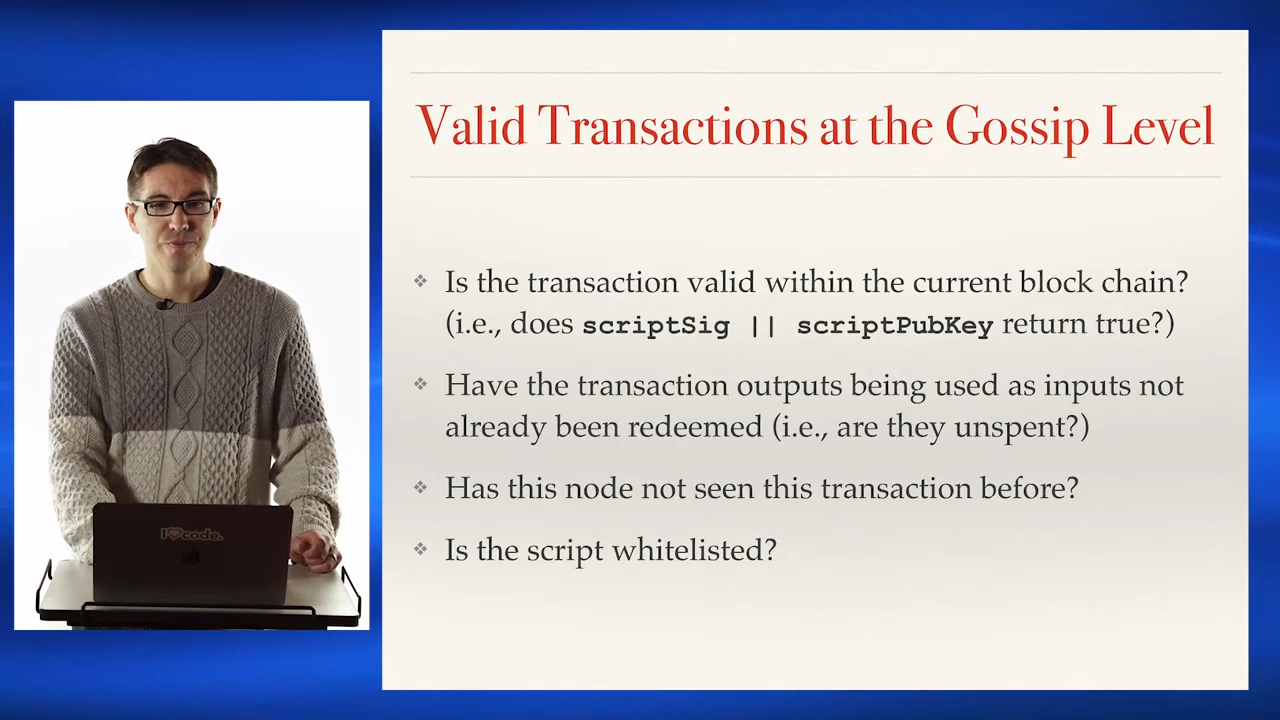 Valid Transactions at the Gossip Level
Is the transaction valid within the current block chain?
(i.e., does scriptSig || scriptPubKey return true?)
Have the transaction outputs being used as inputs not
already been redeemed (i.e., are they unspent?)
Has this node not seen this transaction before?
Is the script whitelisted?
I code.